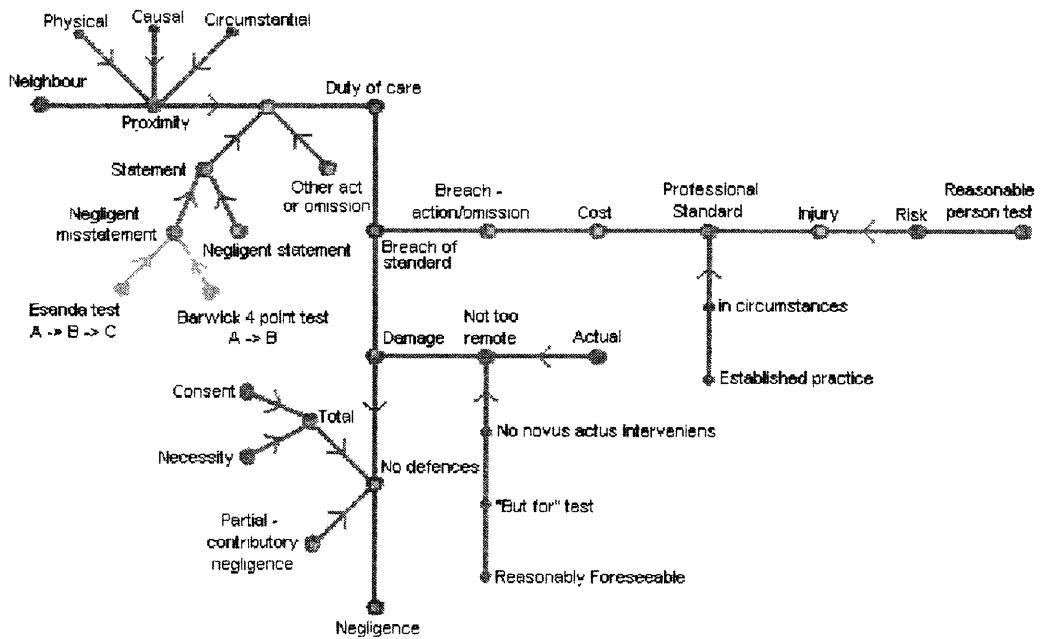 Physical
Causal
Circumstantial
Neighbour
Proximity
Duty of care
Statement
Other act
or omission
Negligent
misstatement
Negligent statement
Esanda test
A -> B -> C
Barwick 4 point test
A -> B
Breach -
action/omission
Cost
Professional
Standard
Injury
Risk
Reasonable
person test
Breach of
standard
in circumstances
Established practice
Damage
Not too
remote
Actual
No novus actus interveniens
"But for" test
Reasonably Foreseeable
Consent
Total
Necessity
No defences
Partial -
contributory
negligence
Negligence